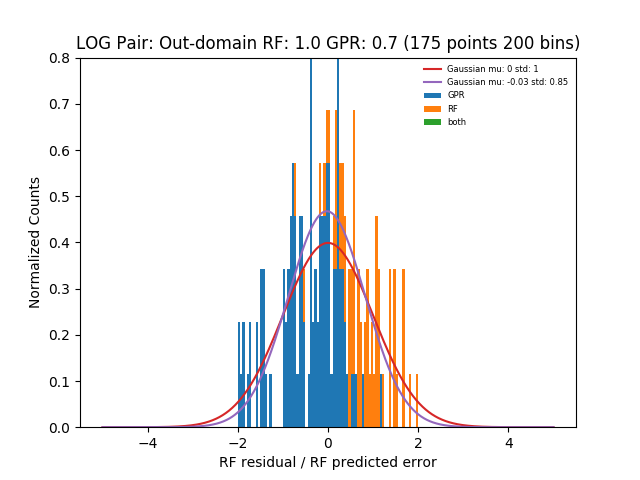 LOG Pair: Out-domain RF: 1.0 GPR: 0.7 (175 points 200 bins)
Gaussian mu: 0 std: 1
Gaussian mu: -0.03 std: 0.85
GPR
RF
both
Normalized Counts
0.8
0.7
0.6
0.5
0.4
0.3
0.2
0.1
0.0
−4
−2
0
2
4
RF residual / RF predicted error